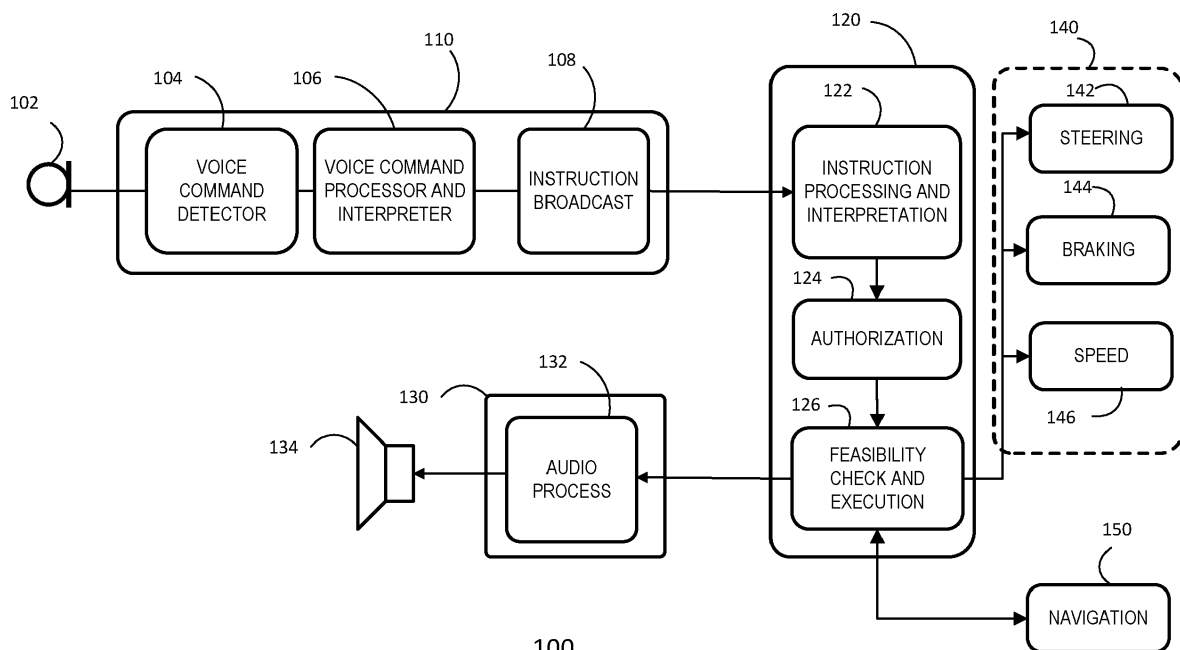 110
120
140
104
106
108
142
102
122
STEERING
VOICE
COMMAND
DETECTOR
VOICE COMMAND
PROCESSOR AND
INTERPRETER
INSTRUCTION
BROADCAST
INSTRUCTION
PROCESSING AND
INTERPRETATION
144
BRAKING
124
AUTHORIZATION
SPEED
132
130
126
146
134
AUDIO
PROCESS
FEASIBILITY
CHECK AND
EXECUTION
150
NAVIGATION
100